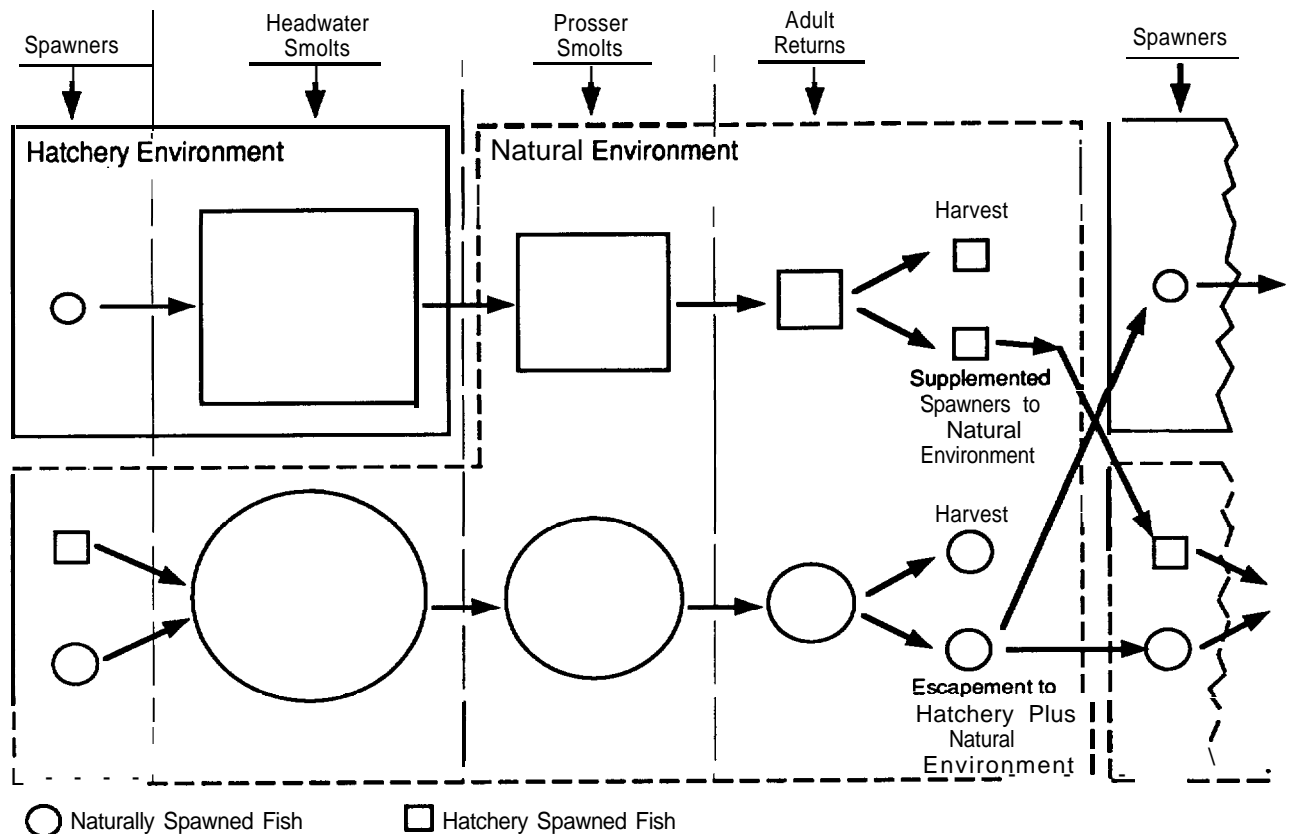 Spawners
Headwater
Smolts
Prosser
Smolts
Adult
Returns
Spawners
Hatchery Environment
Natural Environment
Harvest
Supplemented
Spawners to
Natural
Environment
Harvest
Escapement to
Hatchery Plus
Natural
Environment
Naturally Spawned Fish
Hatchery Spawned Fish